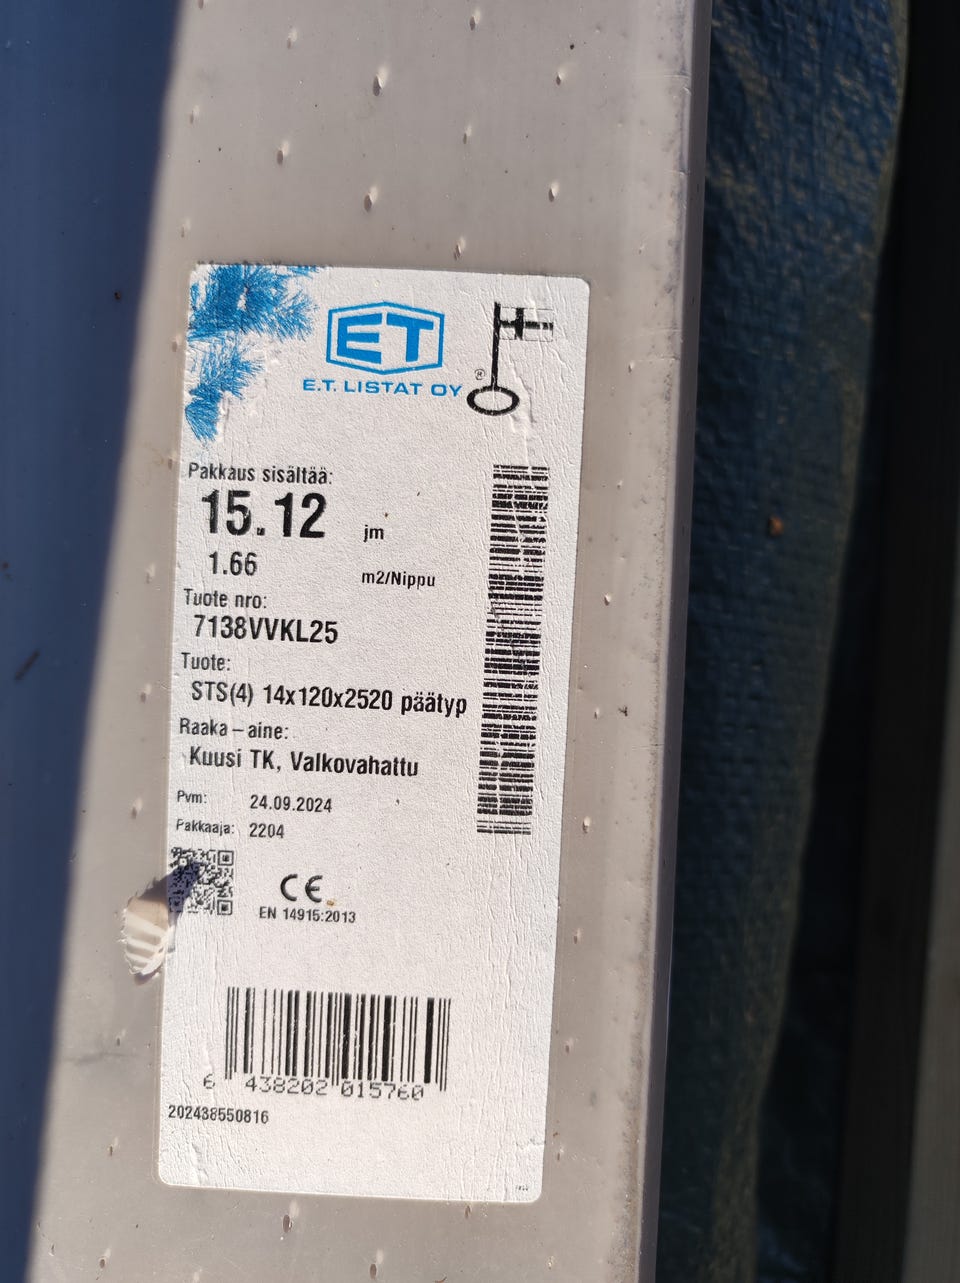 ET
E.T. LISTAT OY
®
Pakkaus sisältää:
15.12 jm
1.66 m2/Nippu
Tuote nro:
7138VVKL25
Tuote:
STS(4) 14x120x2520 päätyp
Raaka-aine:
Kuusi TK, Valkovahattu
Pvm: 24.09.2024
Pakkaaja: 2204
CE
EN 14915:2013
6 438202 015760
202438550816